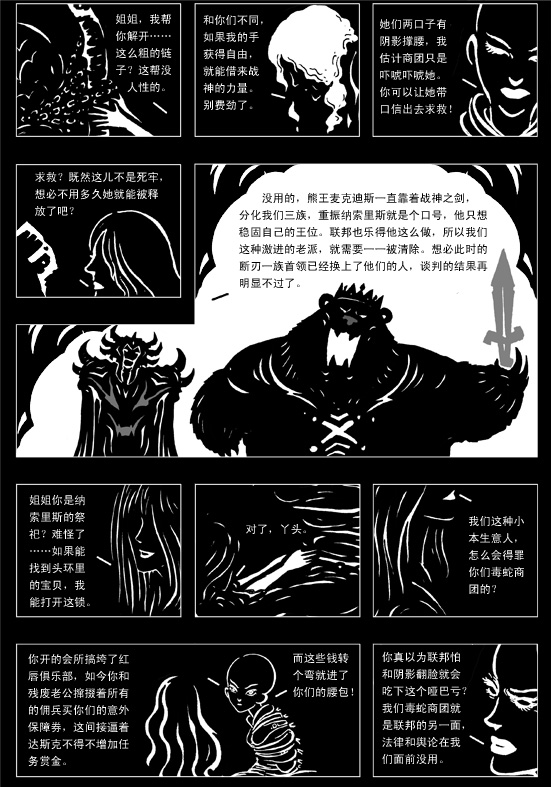 姐姐，我帮
你解开……
这么粗的链
子？这帮没
人性的。
和你们不同，
如果我的手
获得自由，
就能借来战
神的力量。
别费劲了。
她们两口子有
阴影撑腰，我
估计商团只是
吓唬吓唬她。
你可以让她带
口信出去求救！
求救？既然这儿不是死牢，
想必不用多久她就能被释
放了吧？
没用的，熊王麦克迪斯一直靠着战神之剑，
分化我们三族，重振纳索里斯就是个口号，他只想
稳固自己的王位。联邦也乐得他这么做，所以我们
这种激进的老派，就需要一一被清除。想必此时的
断刃一族首领已经换上了他们的人，谈判的结果再
明显不过了。
姐姐你是纳
索里斯的祭
祀？难怪了
……如果能
找到头环里
的宝贝，我
能打开这锁。
对了，丫头。
我们这种小
本生意人，
怎么会得罪
你们毒蛇商
团的？
你开的会所搞垮了红
唇俱乐部，如今你和
残废老公撺掇着所有
的佣兵买你们的意外
保障券，这间接逼着
达斯克不得不增加任
务赏金。
而这些钱转
个弯就进了
你们的腰包！
你真以为联邦怕
和阴影翻脸就会
吃下这个哑巴亏？
我们毒蛇商团就
是联邦的另一面，
法律和舆论在我
们面前没用。